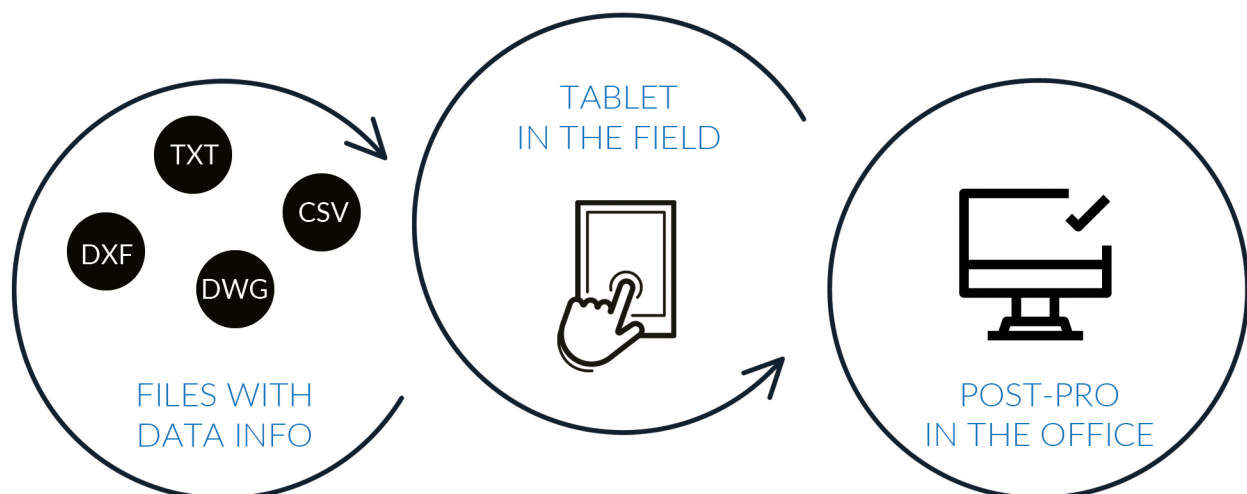 TXT
CSV
DXF
DWG
FILES WITH
DATA INFO
TABLET
IN THE FIELD
POST-PRO
IN THE OFFICE